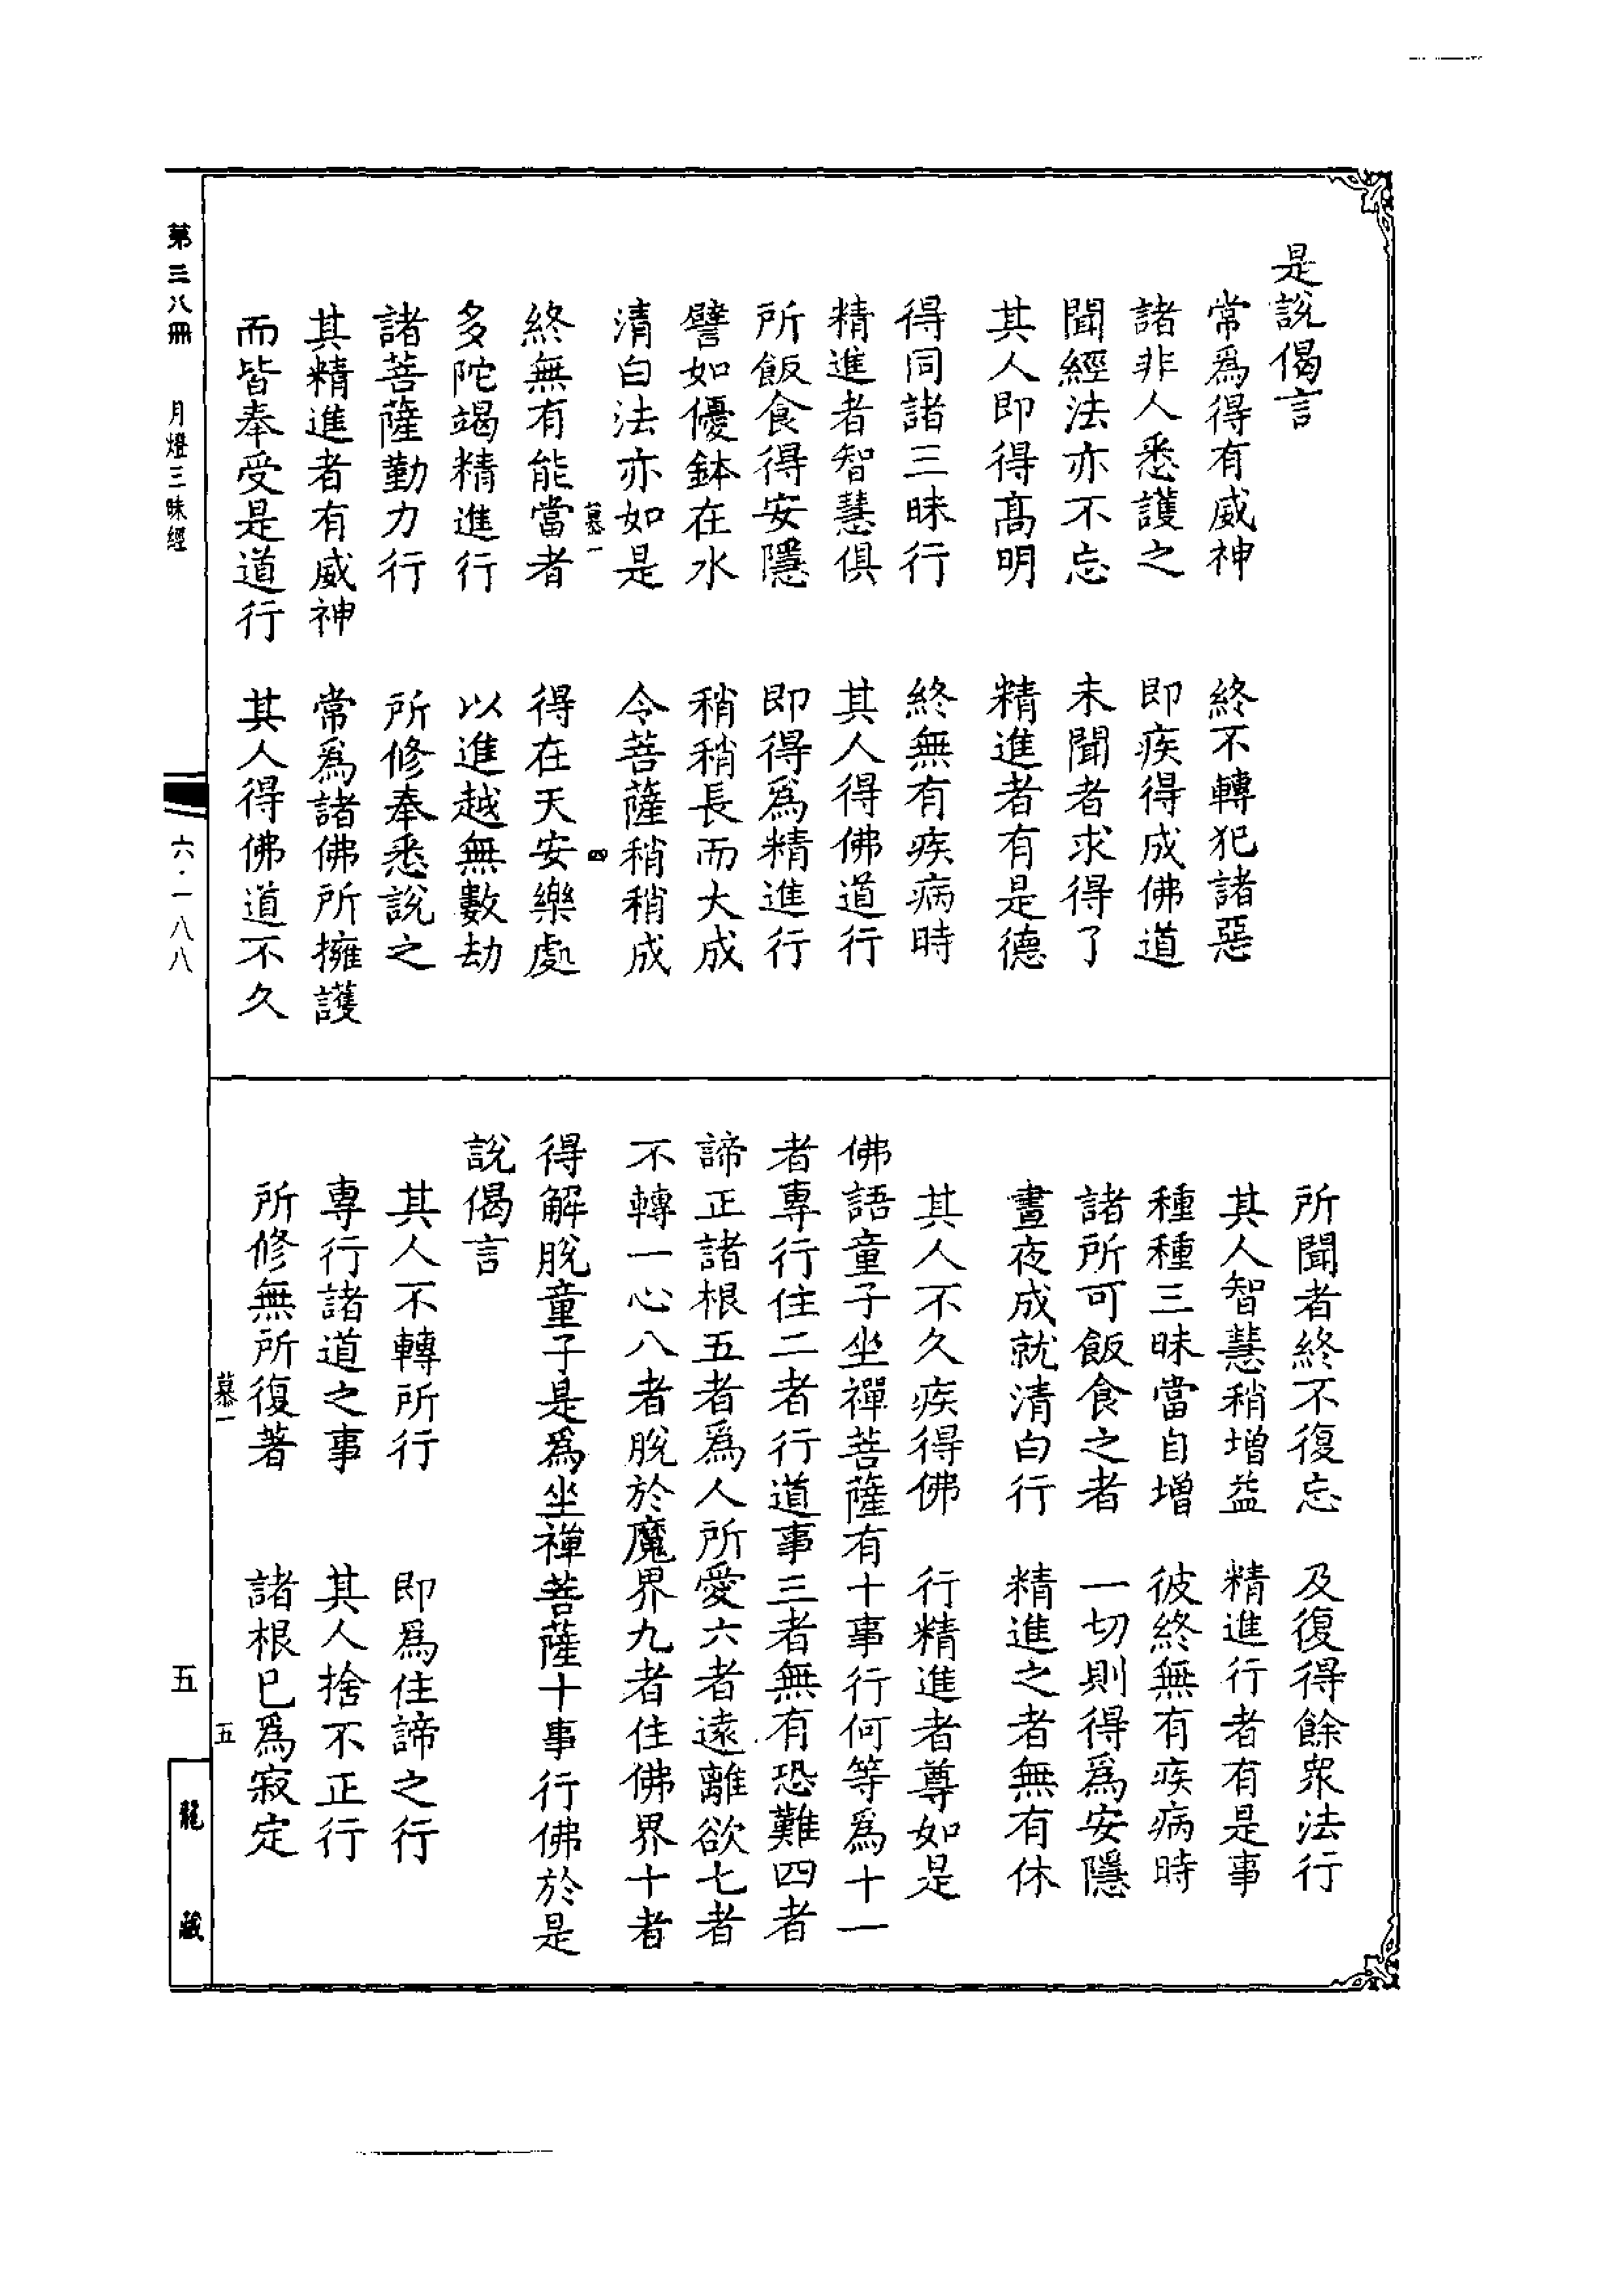 是說偈言
常爲得有威神　終不轉犯諸惡
諸非人悉護之　即疾得成佛道
聞經法亦不忘　未聞者求得了
其人即得髙明　精進者有是德
得同諸三昧行　終無有疾病時
精進者智慧俱　其人得佛道行
所飯食得安隱　即得爲精進行
譬如優鉢在水　稍稍長而大成
清白法亦如是　令菩薩稍稍成
慕一　四
終無有能當者　得在天安樂處
多陀竭精進行　以進越無數劫
諸菩薩勤力行　所修奉悉說之
其精進者有威神　常爲諸佛所擁護
而皆奉受是道行　其人得佛道不久
所聞者終不復忘　及復得餘衆法行
其人智慧稍增益　精進行者有是事
種種三昧當自增　彼終無有疾病時
諸所可飯食之者　一切則得爲安隱
晝夜成就清白行　精進之者無有休
其人不久疾得佛　行精進者尊如是
佛語童子坐禪菩薩有十事行何等爲十一
者專行住二者行道事三者無有恐難四者
諦正諸根五者爲人所愛六者遠離欲七者
不轉一心八者脫於魔界九者住佛界十者
得解脫童子是爲坐禪菩薩十事行佛於是
說偈言
其人不轉所行　即爲住諦之行
專行諸道之事　其人捨不正行
所修無所復著　諸根已爲寂定
慕一　五
第三八冊　月燈三昧經　六·一八八　五　龍藏